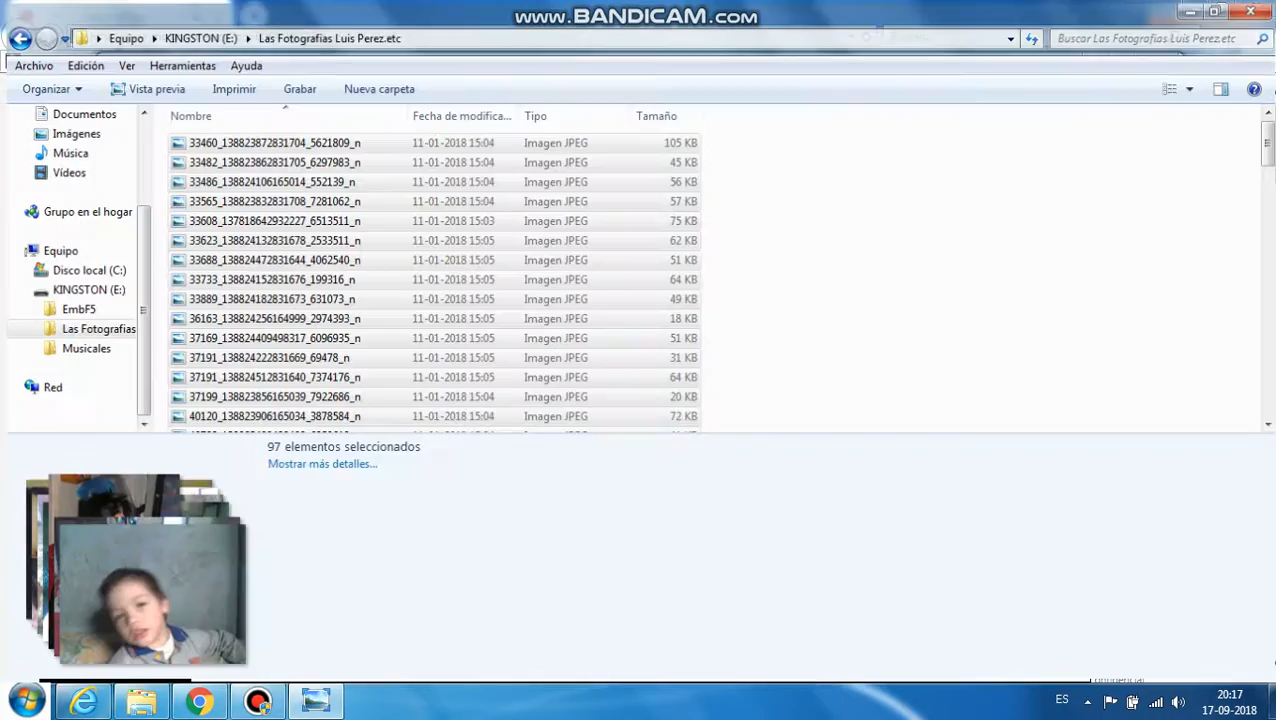 www.BANDICAM.com
Equipo KINGSTON (E:) Las Fotografias Luis Perez.etc
Buscar Las Fotografias Luis Perez.etc
Archivo Edición Ver Herramientas Ayuda
Organizar Vista previa Imprimir Grabar Nueva carpeta
Documentos
Imágenes
Música
Vídeos
Grupo en el hogar
Equipo
Disco local (C:)
KINGSTON (E:)
EmbF5
Las Fotografias
Musicales
Red
Nombre Fecha de modifica... Tipo Tamaño
33460_138823872831704_5621809_n 11-01-2018 15:04 Imagen JPEG 105 KB
33482_138823862831705_6297983_n 11-01-2018 15:04 Imagen JPEG 45 KB
33486_138824106165014_552139_n 11-01-2018 15:04 Imagen JPEG 56 KB
33565_138823832831708_7281062_n 11-01-2018 15:04 Imagen JPEG 57 KB
33608_137818642932227_6513511_n 11-01-2018 15:03 Imagen JPEG 75 KB
33623_138824132831678_2533511_n 11-01-2018 15:05 Imagen JPEG 62 KB
33688_138824472831644_4062540_n 11-01-2018 15:05 Imagen JPEG 51 KB
33733_138824152831676_199316_n 11-01-2018 15:05 Imagen JPEG 64 KB
33889_138824182831673_631073_n 11-01-2018 15:05 Imagen JPEG 49 KB
36163_138824256164999_2974393_n 11-01-2018 15:05 Imagen JPEG 18 KB
37169_138824409498317_6096935_n 11-01-2018 15:05 Imagen JPEG 51 KB
37191_138824222831669_69478_n 11-01-2018 15:05 Imagen JPEG 31 KB
37191_138824512831640_7374176_n 11-01-2018 15:05 Imagen JPEG 64 KB
37199_138823856165039_7922686_n 11-01-2018 15:04 Imagen JPEG 20 KB
40120_138823906165034_3878584_n 11-01-2018 15:04 Imagen JPEG 72 KB
97 elementos seleccionados
Mostrar más detalles...
ES
20:17
17-09-2018